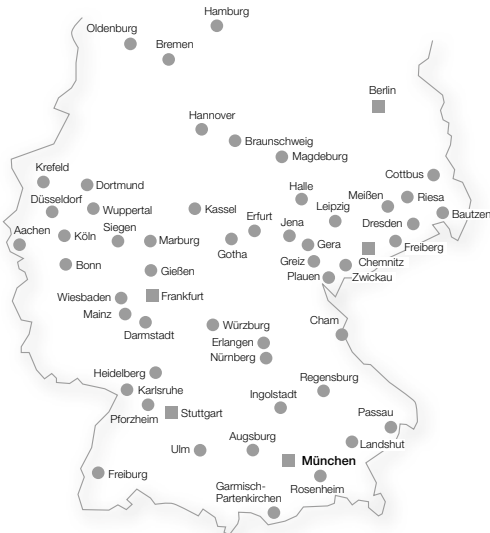 Hamburg
Oldenburg
Bremen
Berlin
Hannover
Braunschweig
Magdeburg
Krefeld
Dortmund
Cottbus
Halle
Meißen
Riesa
Düsseldorf
Wuppertal
Kassel
Leipzig
Bautzen
Erfurt
Jena
Dresden
Aachen
Köln
Siegen
Marburg
Gotha
Gera
Freiberg
Bonn
Gießen
Greiz
Chemnitz
Plauen
Zwickau
Wiesbaden
Frankfurt
Mainz
Darmstadt
Würzburg
Cham
Erlangen
Nürnberg
Heidelberg
Karlsruhe
Regensburg
Ingolstadt
Pforzheim
Stuttgart
Passau
Augsburg
Landshut
Ulm
München
Freiburg
Garmisch-
Partenkirchen
Rosenheim